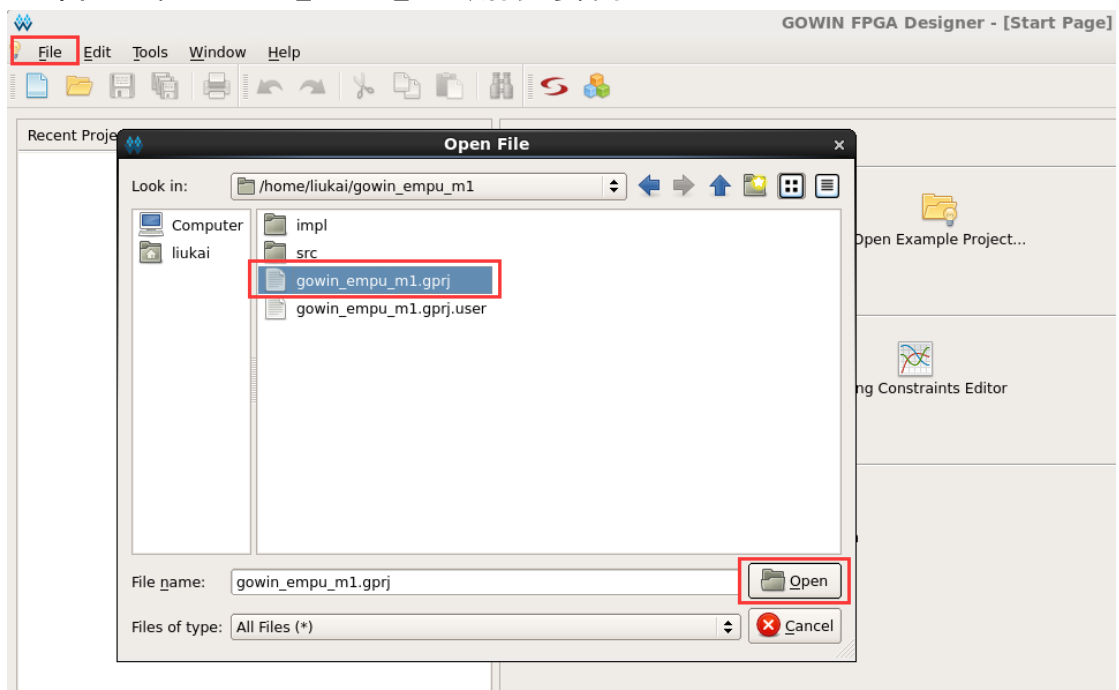 GOWIN FPGA Designer - [Start Page]
File Edit Tools Window Help
Recent Proje
Open File
Look in: /home/liukai/gowin_empu_m1
Computer
liukai
impl
src
gowin_empu_m1.gprj
gowin_empu_m1.gprj.user
Open Example Project...
ng Constraints Editor
File name: gowin_empu_m1.gprj
Open
Files of type: All Files (*)
Cancel